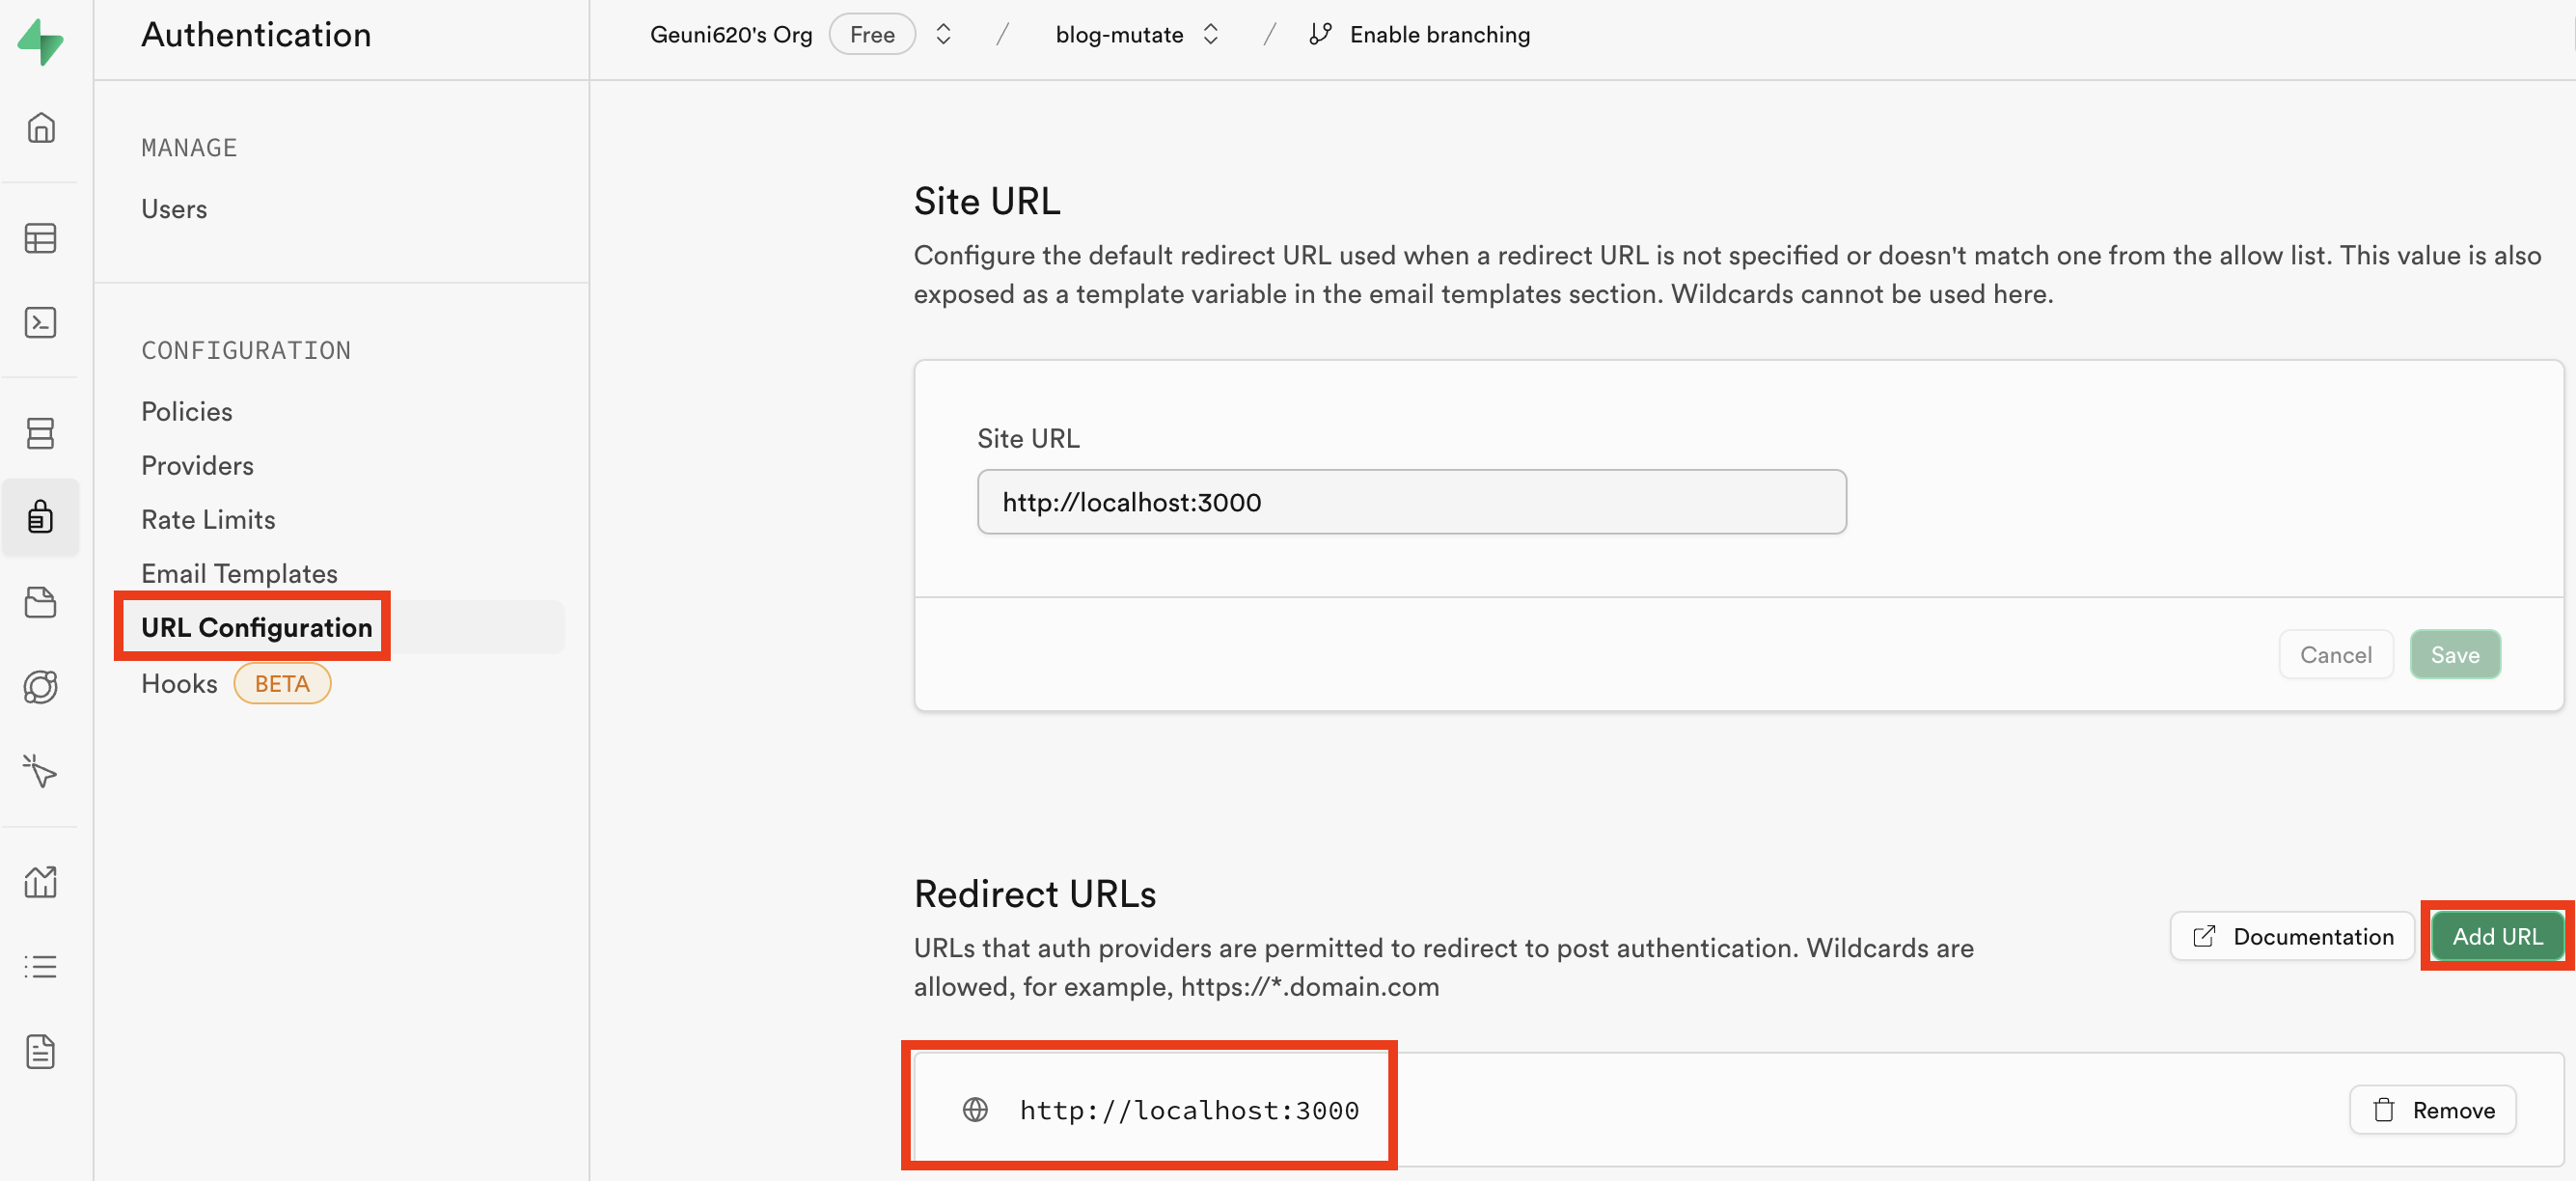 Authentication
Geuni620's Org Free / blog-mutate / Enable branching
MANAGE
Users
CONFIGURATION
Policies
Providers
Rate Limits
Email Templates
URL Configuration
Hooks BETA
Site URL
Configure the default redirect URL used when a redirect URL is not specified or doesn't match one from the allow list. This value is also
exposed as a template variable in the email templates section. Wildcards cannot be used here.
Site URL
http://localhost:3000
Cancel Save
Redirect URLs
URLs that auth providers are permitted to redirect to post authentication. Wildcards are
allowed, for example, https://*.domain.com
Documentation Add URL
http://localhost:3000
Remove